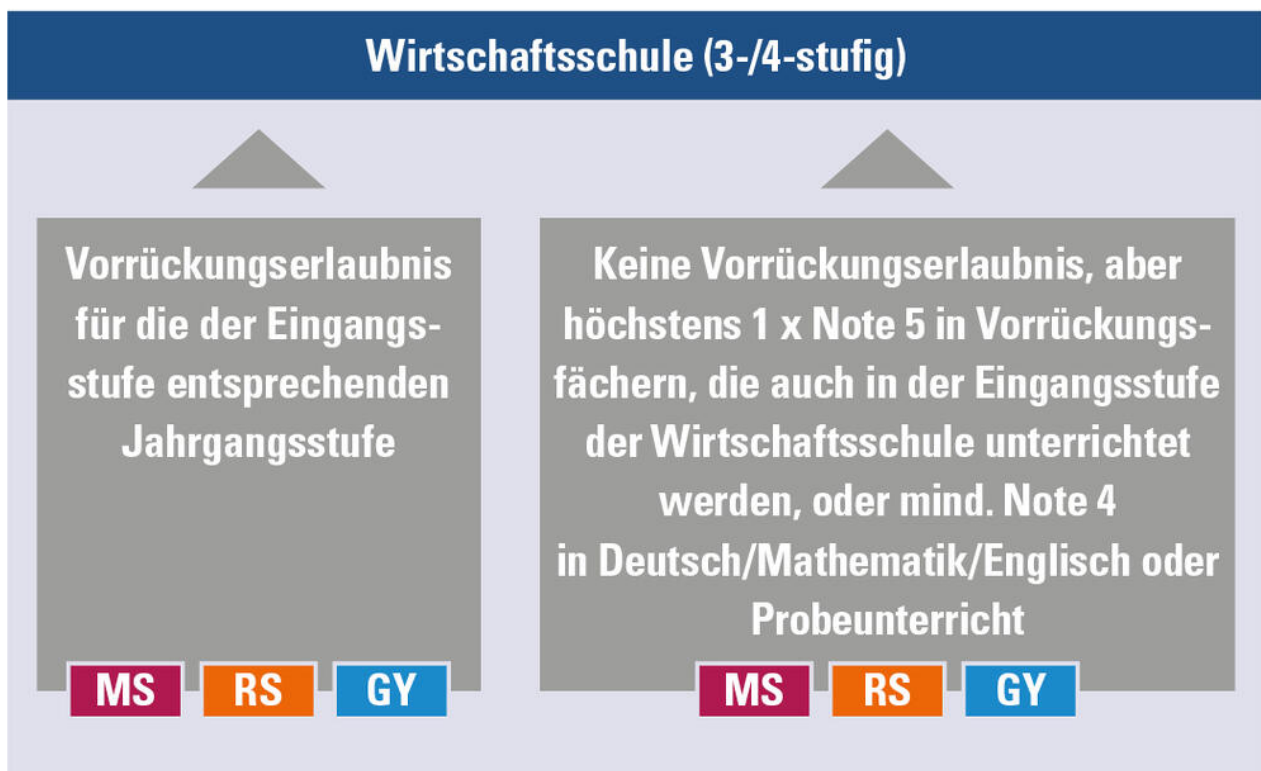 Wirtschaftsschule (3-/4-stufig)
Vorrückungserlaubnis
für die der Eingangs-
stufe entsprechenden
Jahrgangsstufe
MS RS GY
Keine Vorrückungserlaubnis, aber
höchstens 1 x Note 5 in Vorrückungs-
fächern, die auch in der Eingangsstufe
der Wirtschaftsschule unterrichtet
werden, oder mind. Note 4
in Deutsch/Mathematik/Englisch oder
Probeunterricht
MS RS GY